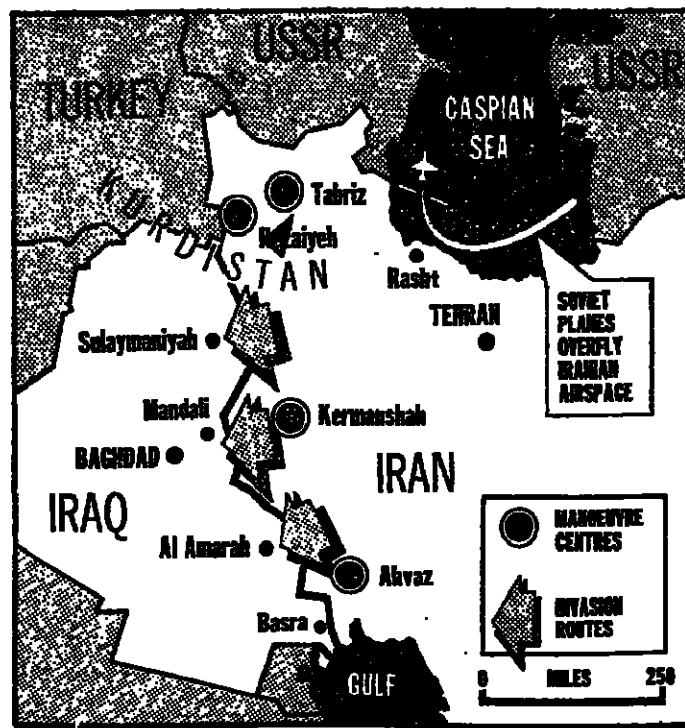 USSR
USSR
TURKEY
CASPIAN
SEA
KURDISTAN
Tabriz
Rezaiyeh
Rasht
TEHRAN
SOVIET
PLANES
OVERFLY
IRANIAN
AIRSPACE
Sulaymaniyah
Mandali
Kermanshah
BAGHDAD
IRAN
IRAQ
MANOEUVRE
CENTRES
Al Amarah
Ahvaz
INVASION
ROUTES
Basra
GULF
0 MILES 250